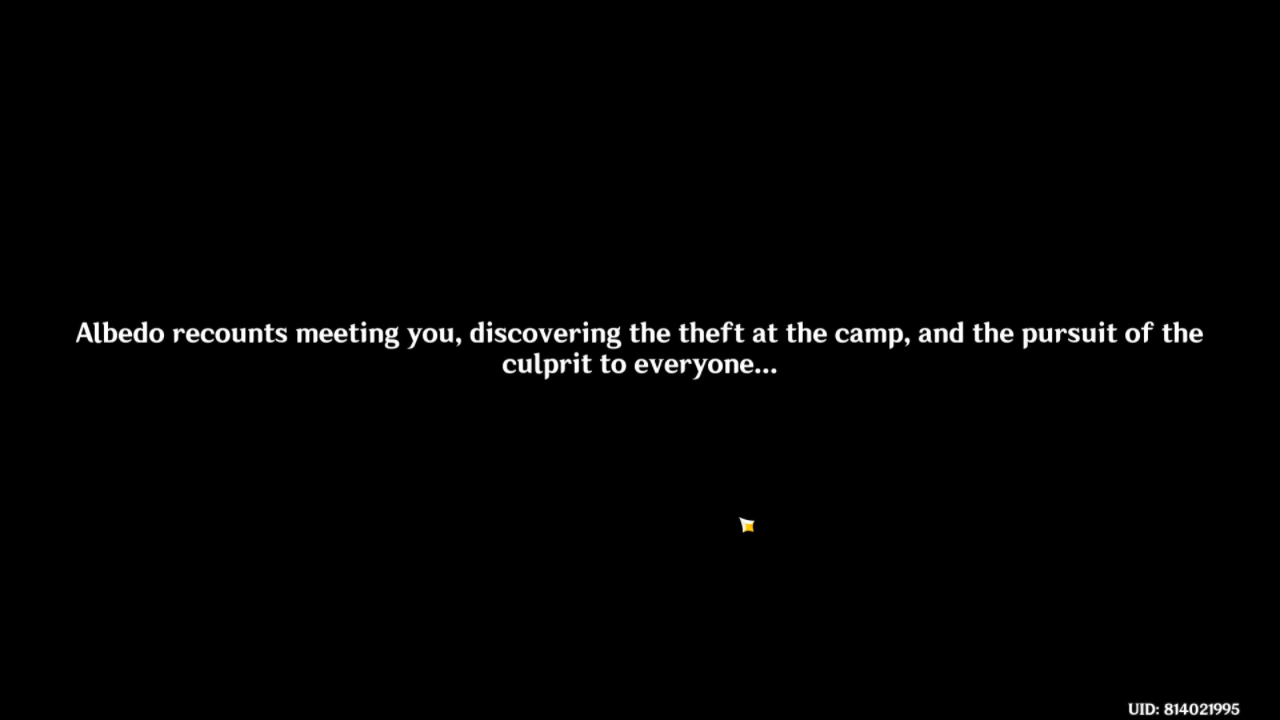 Albedo recounts meeting you, discovering the theft at the camp, and the pursuit of the
culprit to everyone...
UID: 814021995